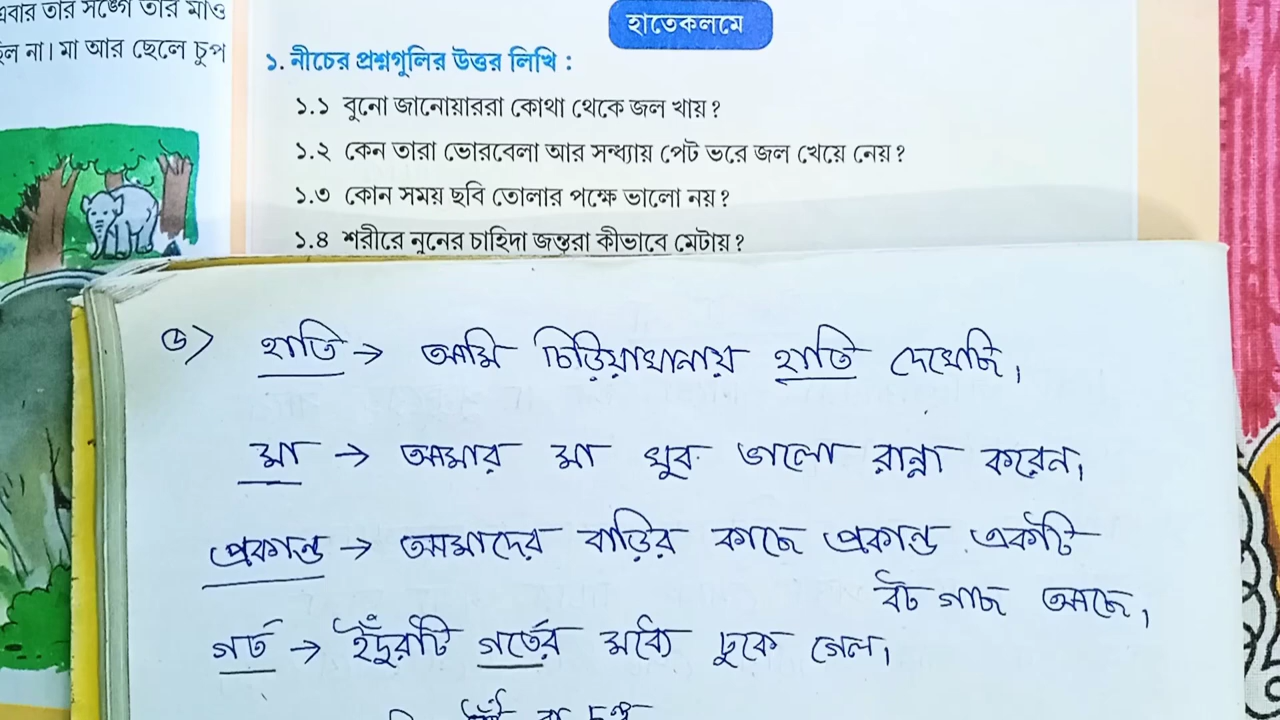 এবার তার সঙ্গে তার মাও
না। মা আর ছেলে চুপ
হাতেকলমে
১. নীচের প্রশ্নগুলির উত্তর লিখি :
১.১ বুনো জানোয়াররা কোথা থেকে জল খায়?
১.২ কেন তারা ভোরবেলা আর সন্ধ্যায় পেট ভরে জল খেয়ে নেয়?
১.৩ কোন সময় ছবি তোলার পক্ষে ভালো নয়?
১.৪ শরীরে নুনের চাহিদা জন্তুরা কীভাবে মেটায়?
৩) হাতি → আমি চিড়িয়াখানায় হাতি দেখেছি।
মা → আমার মা খুব ভালো রান্না করেন।
প্রকান্ড → আমাদের বাড়ির কাছে প্রকান্ড একটি
বট গাছ আছে।
গর্ত → ইঁদুরটি গর্তের মধ্যে ঢুকে গেল।